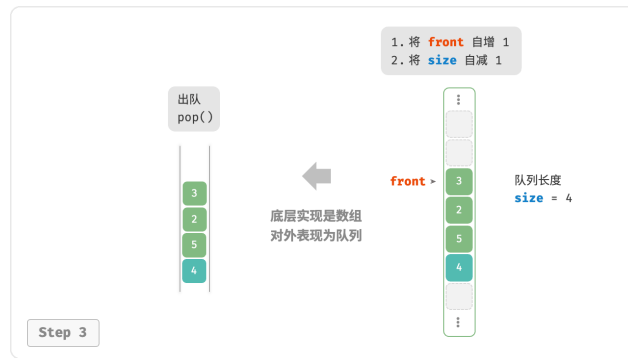 1. 将 front 自增 1
2. 将 size 自减 1
出队
pop()
3
2
5
4
底层实现是数组
对外表现为队列
front
3
2
5
4
队列长度
size = 4
Step 3